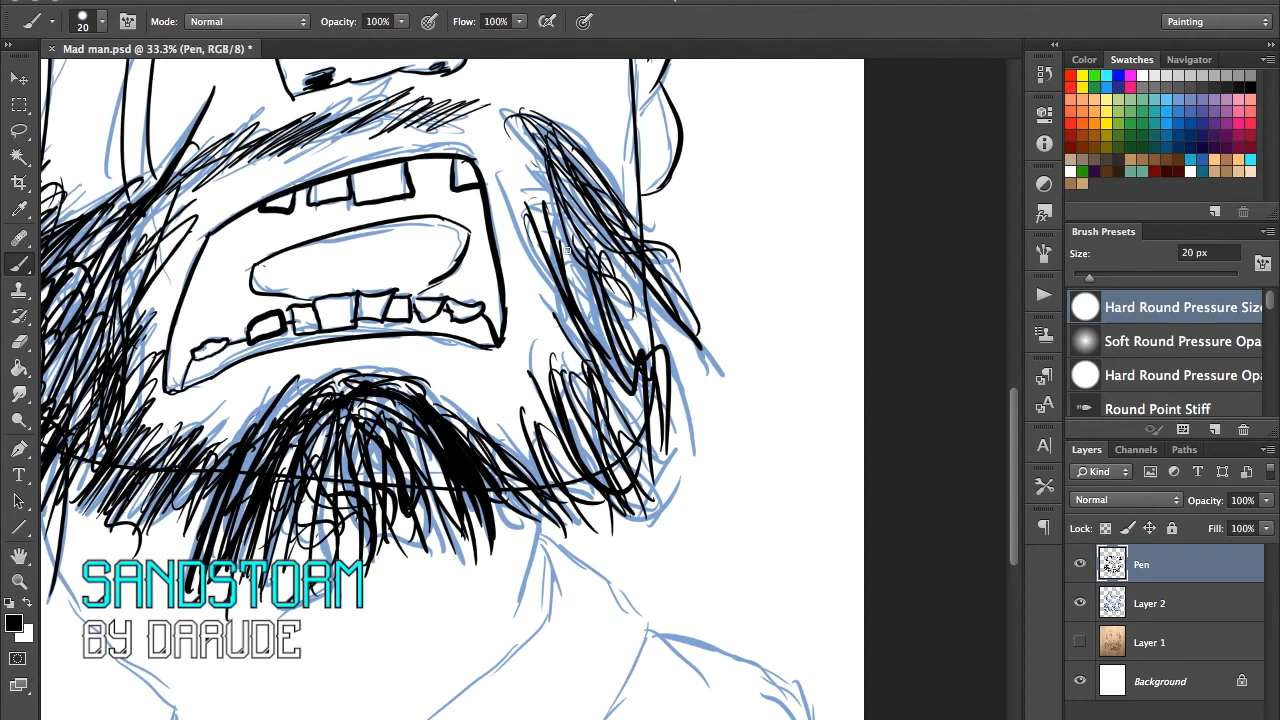 20
Mode: Normal
Opacity: 100%
Flow: 100%
Painting
× Mad man.psd @ 33.3% (Pen, RGB/8) *
Color Swatches Navigator
Brush Presets
Size: 20 px
Hard Round Pressure Siz
Soft Round Pressure Opa
Hard Round Pressure Opa
Round Point Stiff
Layers Channels Paths
Kind
Normal Opacity: 100%
Lock: Fill: 100%
Pen
Layer 2
Layer 1
Background
SANDSTORM
BY DARUDE